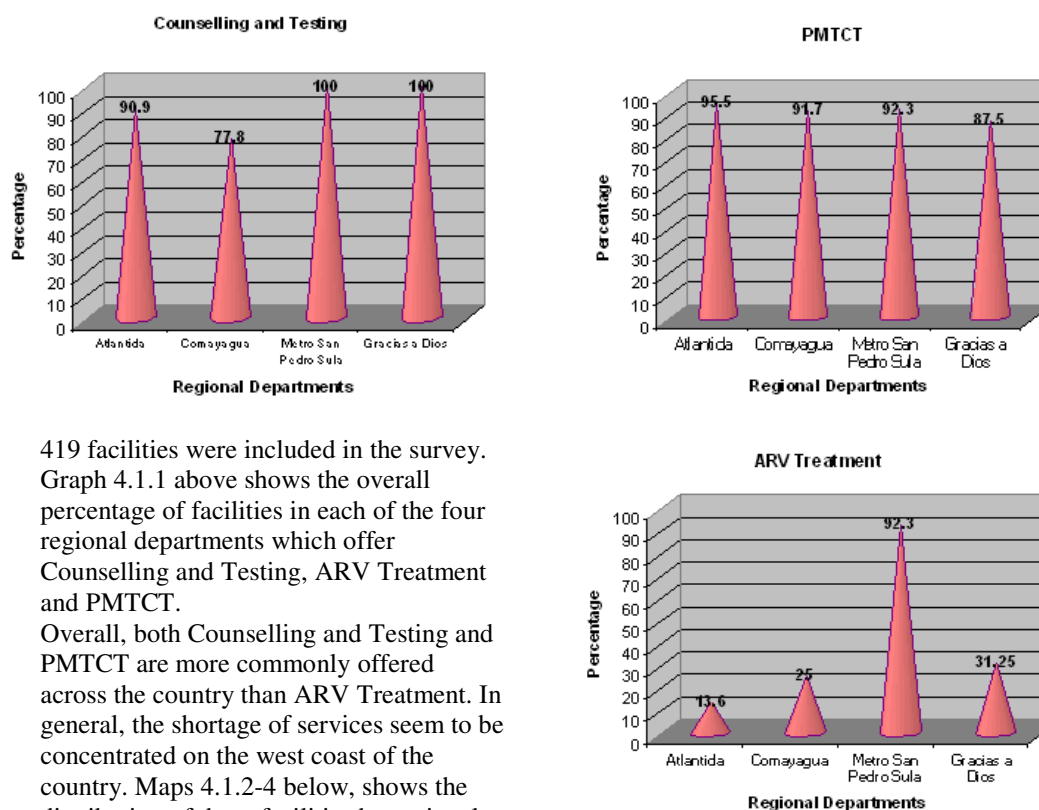 Counselling and Testing
100
90
80
70
60
50
40
30
20
10
0
Percentage
90.9
77.8
100
100
Atlantida Comayagua Metro San Gracias a Dios
Pedro Sula
Regional Departments
PMTCT
100
90
80
70
60
50
40
30
20
10
0
Percentage
95.5
91.7
92.3
87.5
Atlantida Comayagua Metro San Gracias a
Pedro Sula Dios
Regional Departments
419 facilities were included in the survey.
Graph 4.1.1 above shows the overall
percentage of facilities in each of the four
regional departments which offer
Counselling and Testing, ARV Treatment
and PMTCT.
Overall, both Counselling and Testing and
PMTCT are more commonly offered
across the country than ARV Treatment. In
general, the shortage of services seem to be
concentrated on the west coast of the
country. Maps 4.1.2-4 below, shows the
ARV Treatment
100
90
80
70
60
50
40
30
20
10
0
Percentage
13.6
25
92.3
31.25
Atlantida Comayagua Metro San Gracias a
Pedro Sula Dios
Regional Departments